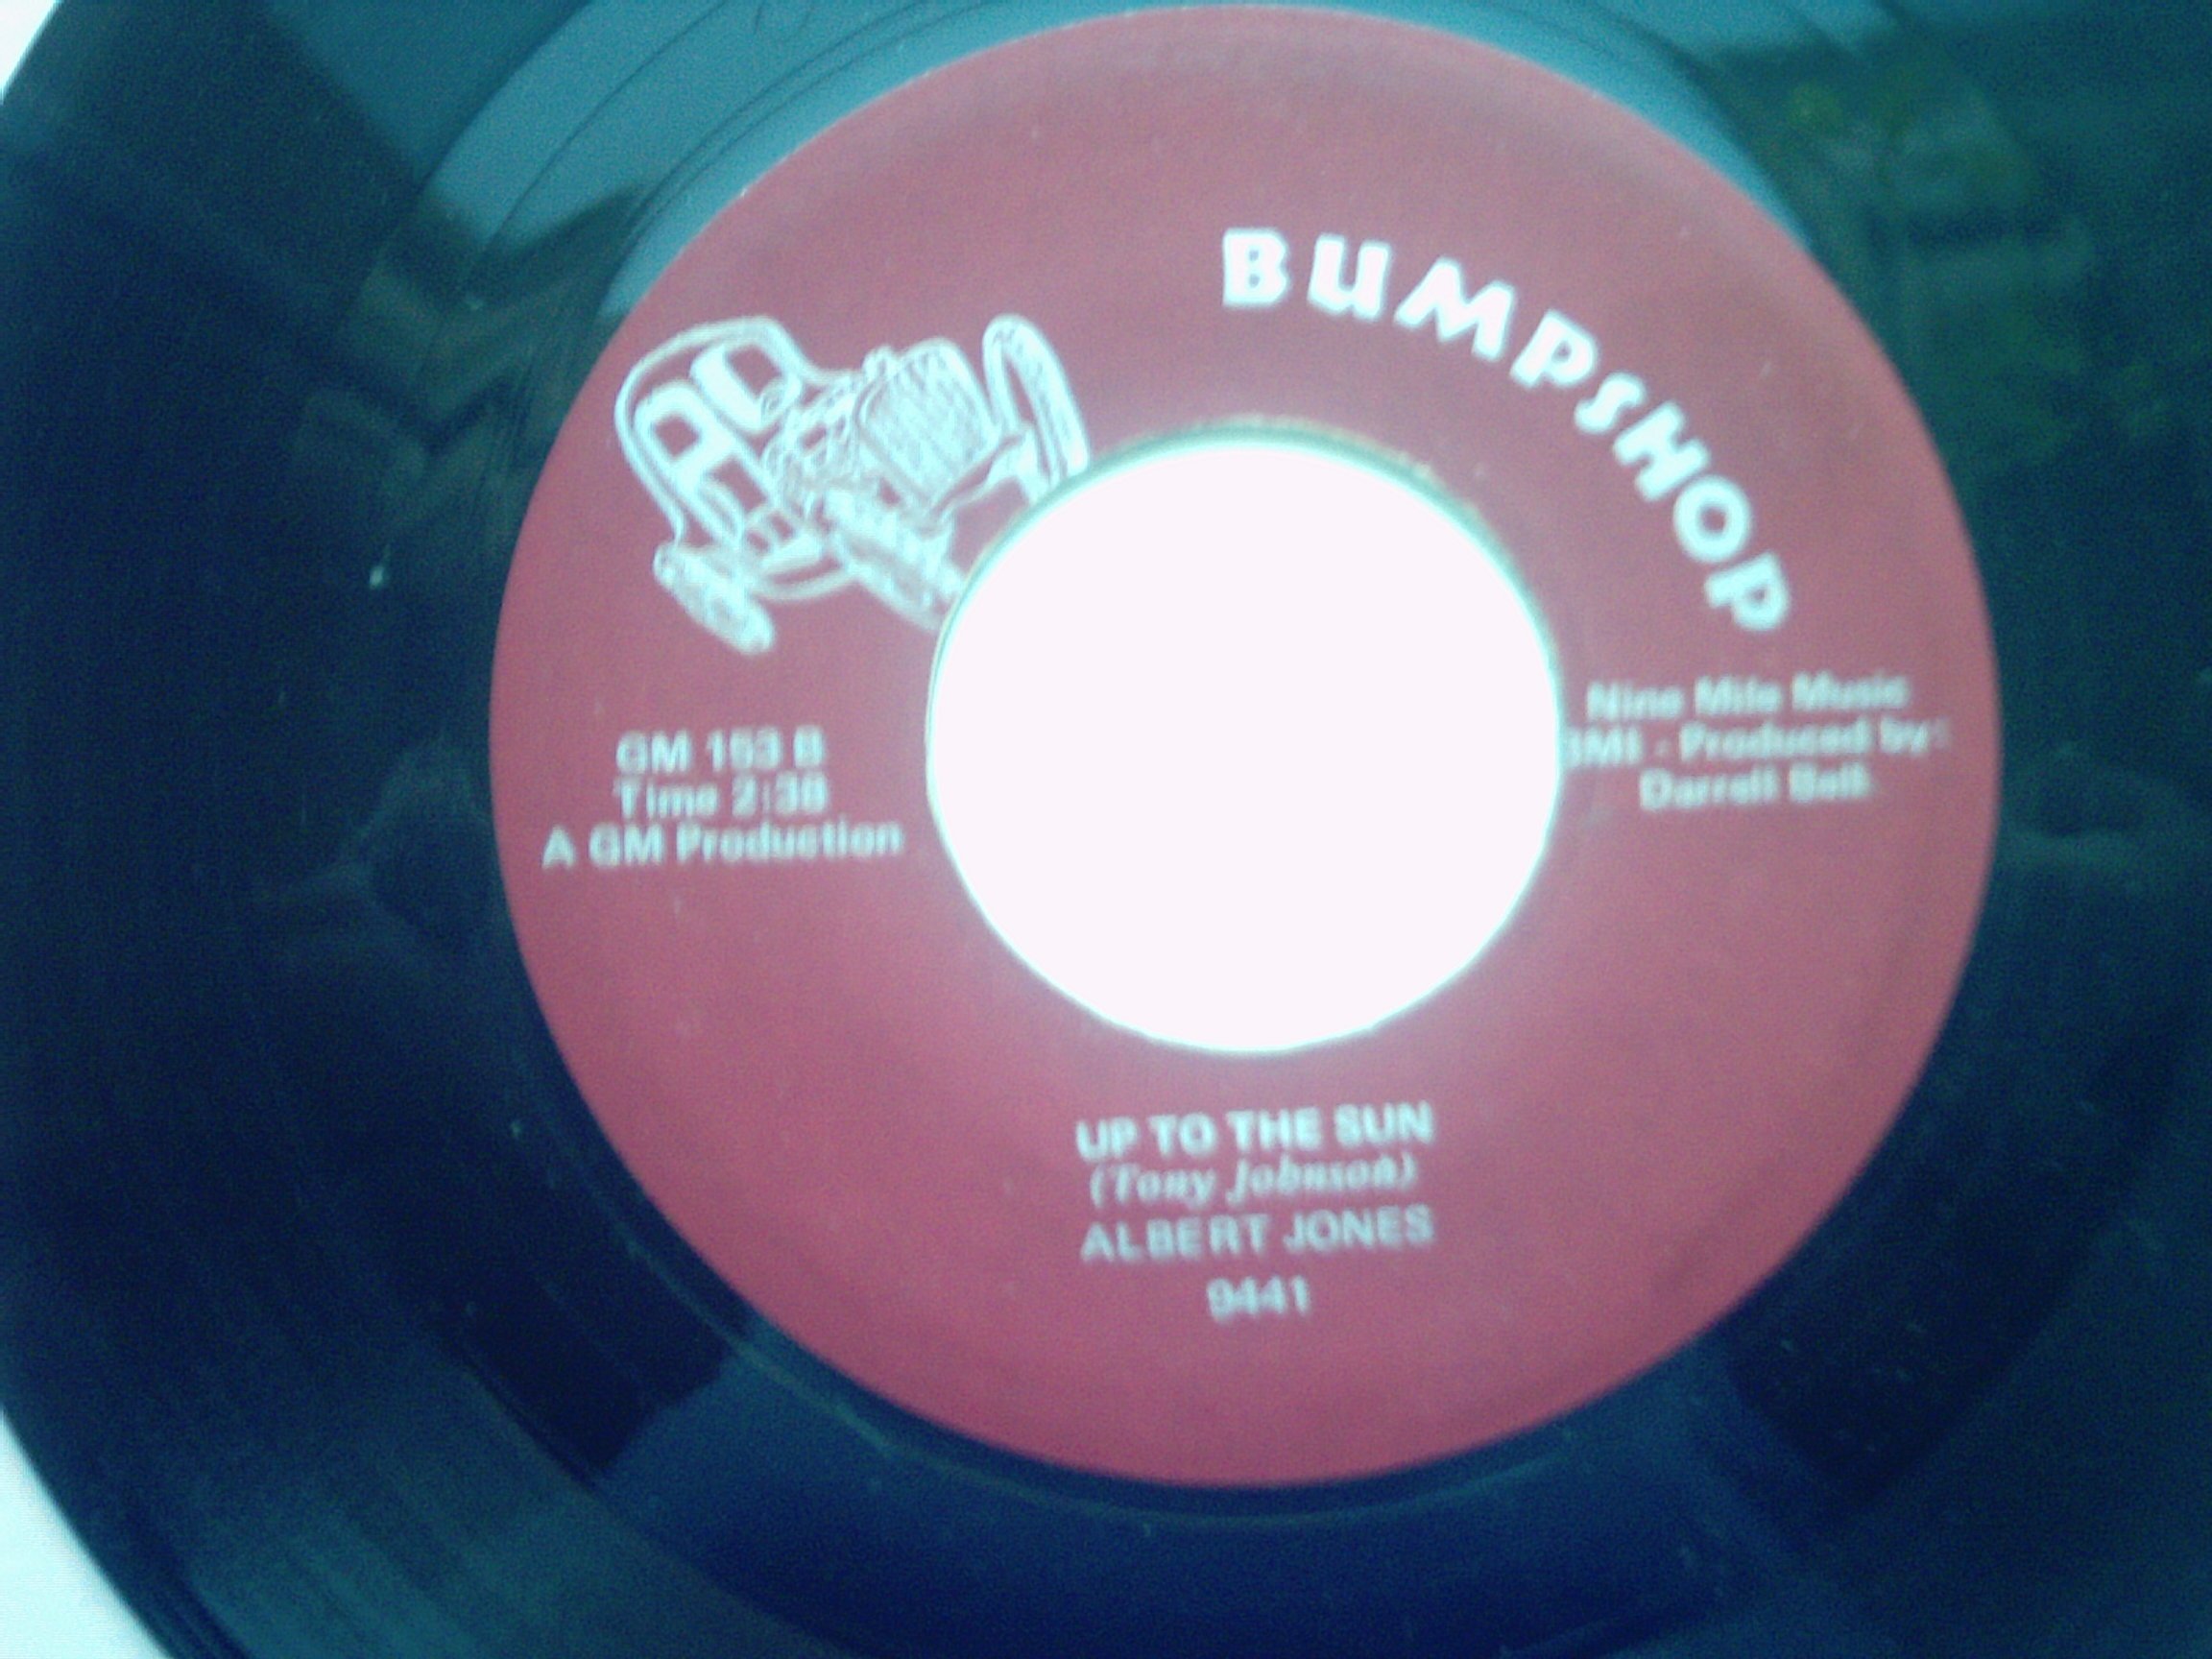 BUMPSHOP
GM 153 B
Time 2:38
A GM Production
Nine Mile Music
BMI - Produced by:
Darrell
UP TO THE SUN
(Tony Johnson)
ALBERT JONES
9441